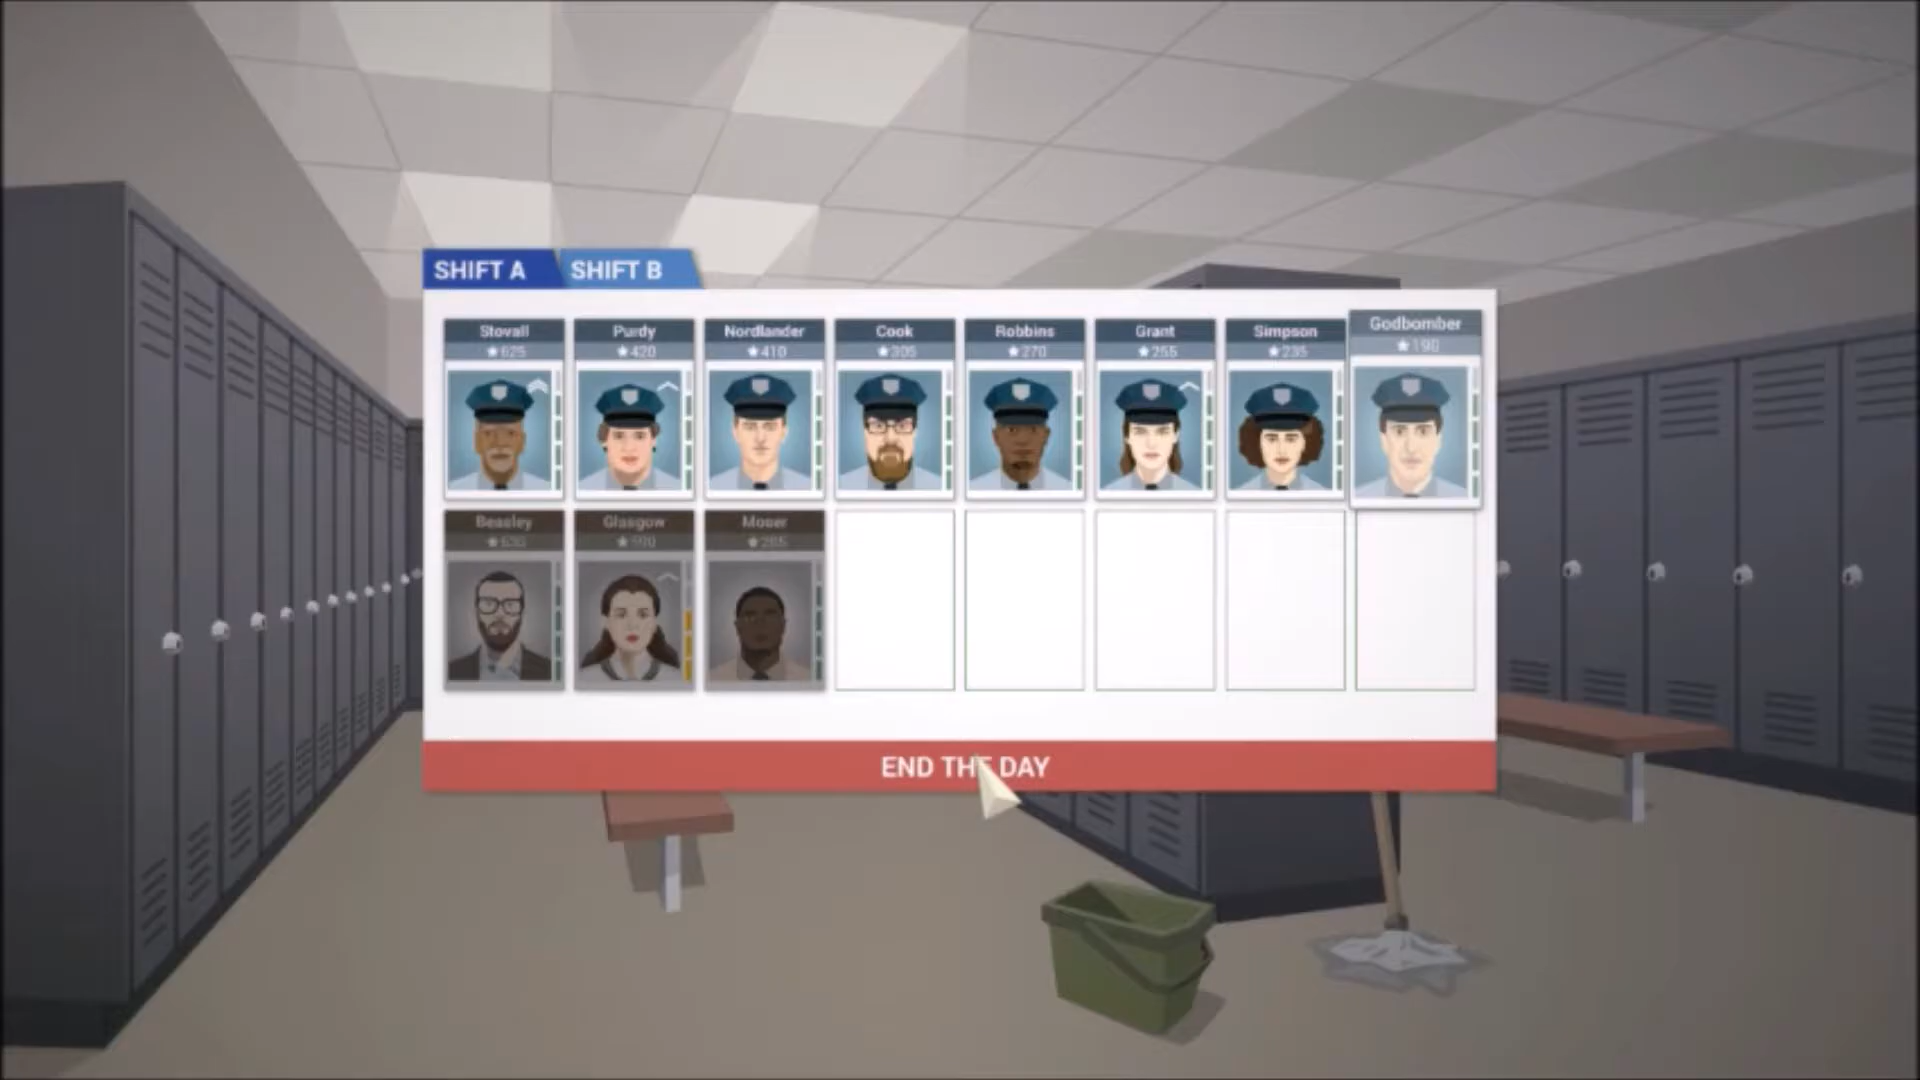 SHIFT A SHIFT B
Stovall Purdy Nordlander Cook Robbins Grant Simpson Godbomber
★625 ★420 ★410 ★305 ★270 ★255 ★235 ★190
Beasley Glasgow Moser
END THE DAY